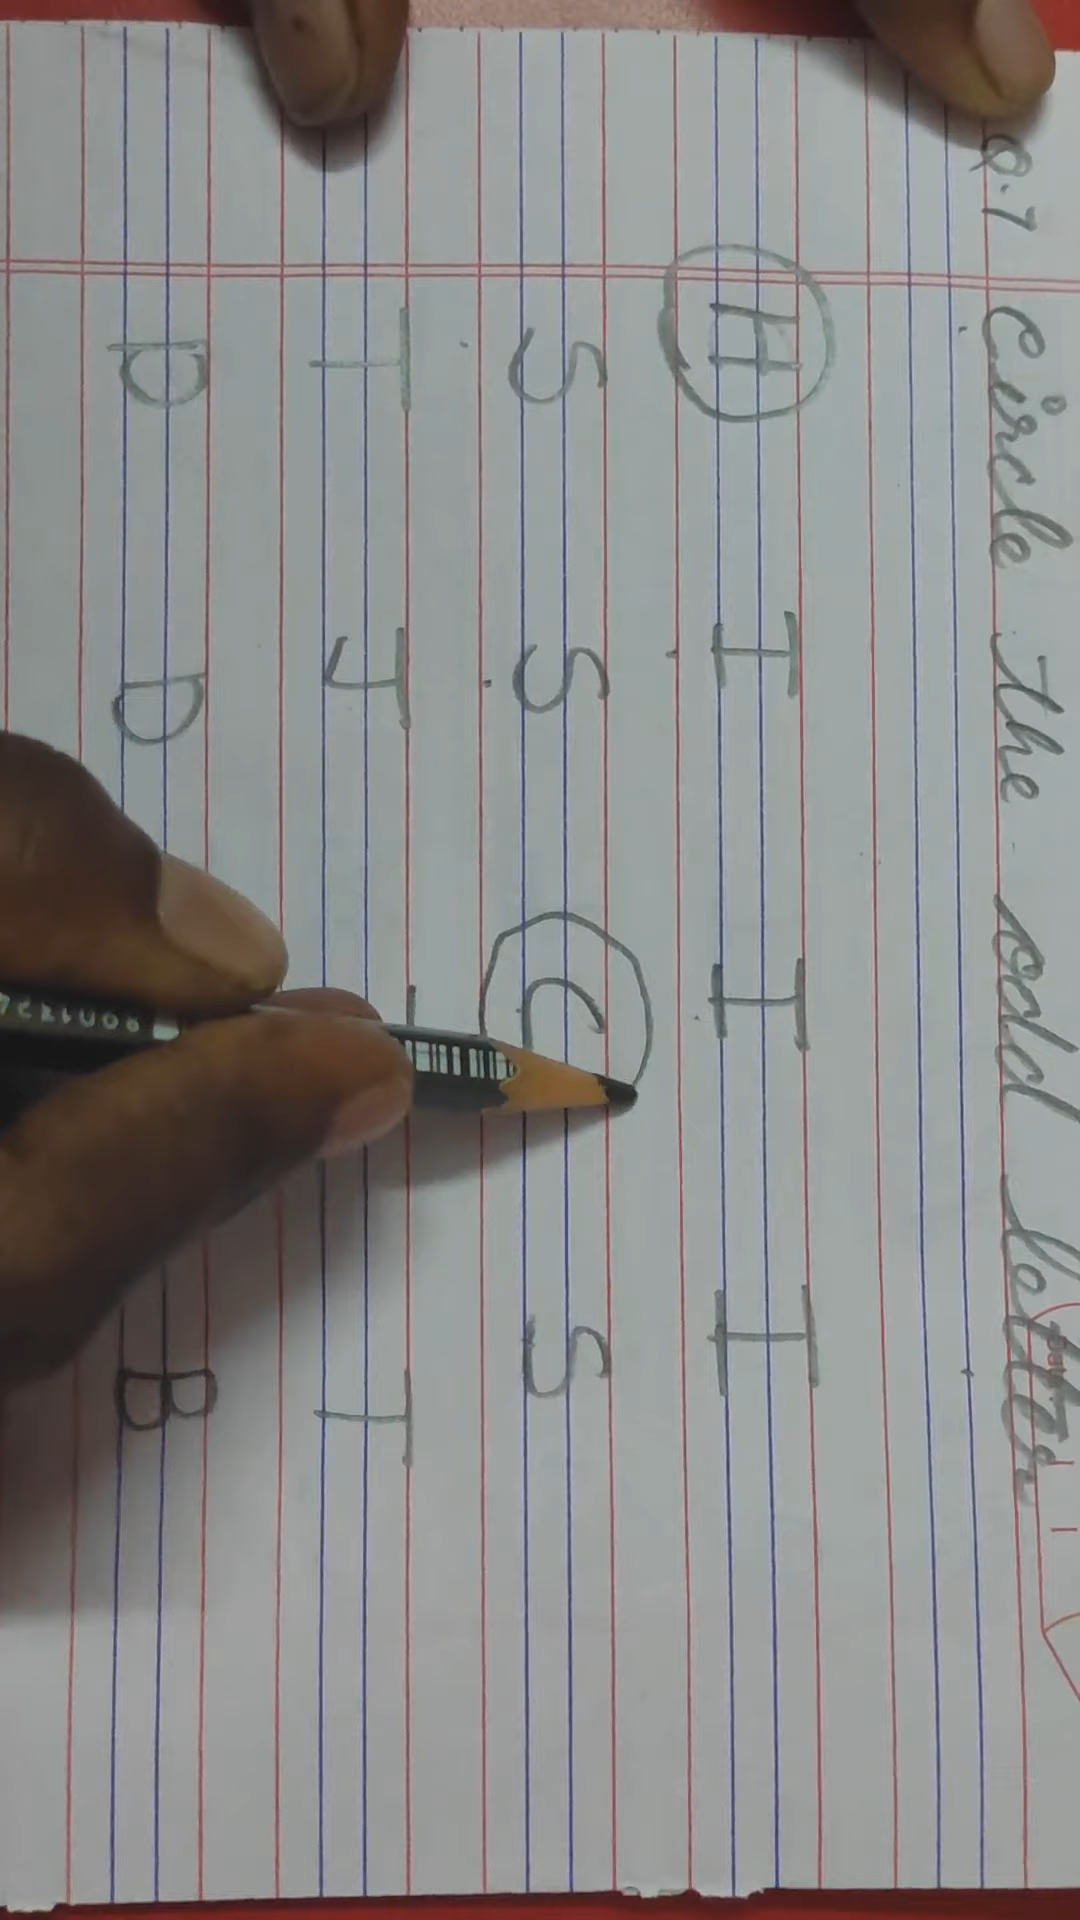 Q.7 Circle the odd letter
H I I I
S S C S
T J T
D D B